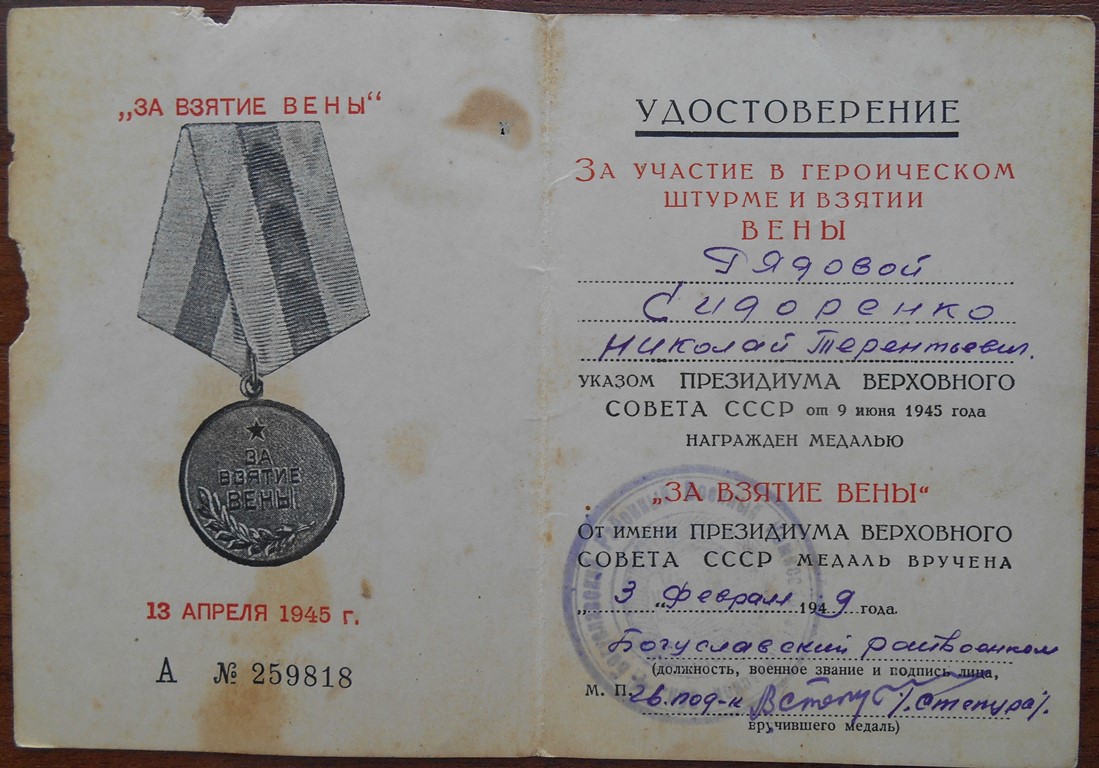 „ЗА ВЗЯТИЕ ВЕНЫ“
ЗА
ВЗЯТИЕ
ВЕНЫ
13 АПРЕЛЯ 1945 г.
А № 259818
УДОСТОВЕРЕНИЕ
ЗА УЧАСТИЕ В ГЕРОИЧЕСКОМ
ШТУРМЕ И ВЗЯТИИ
ВЕНЫ
Рядовой
Сидоренко
Николай Терентьевич.
УКАЗОМ ПРЕЗИДИУМА ВЕРХОВНОГО
СОВЕТА СССР от 9 июня 1945 года
НАГРАЖДЕН МЕДАЛЬЮ
„ЗА ВЗЯТИЕ ВЕНЫ“
ОТ ИМЕНИ ПРЕЗИДИУМА ВЕРХОВНОГО
СОВЕТА СССР МЕДАЛЬ ВРУЧЕНА
„ 3 “ февраля 1949 года.
Богуславский райвоенком
(должность, военное звание и подпись лица,
М. П. гв. под-к /Степура/.
вручившего медаль)